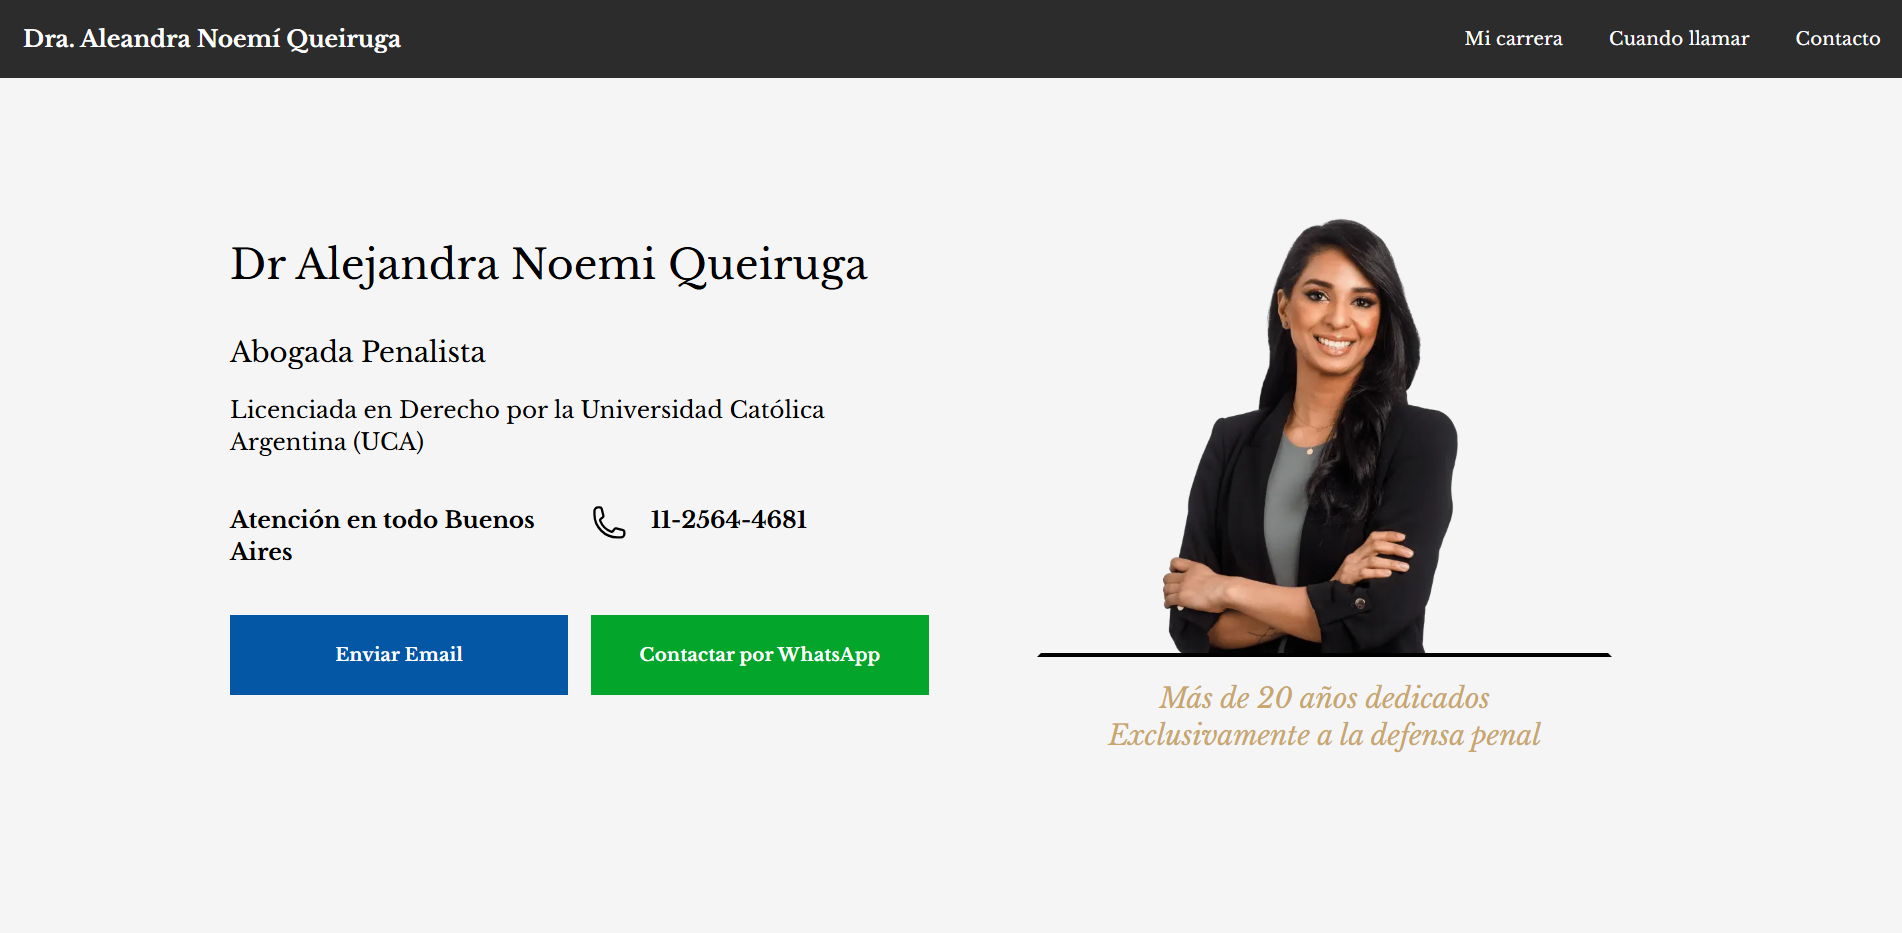 Dra. Aleandra Noemí Queiruga
Mi carrera
Cuando llamar
Contacto
Dr Alejandra Noemi Queiruga
Abogada Penalista
Licenciada en Derecho por la Universidad Católica
Argentina (UCA)
Atención en todo Buenos
Aires
11-2564-4681
Enviar Email
Contactar por WhatsApp
Más de 20 años dedicados
Exclusivamente a la defensa penal